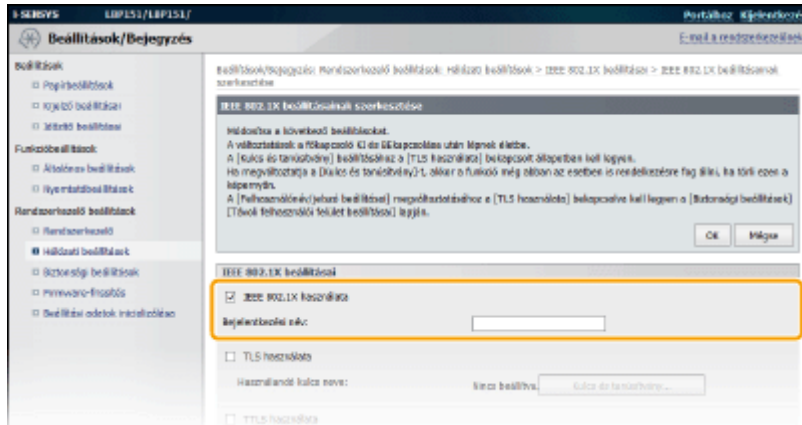 i-SENSYS LBP151/LBP151/ Portálhoz Kijelentkezé
Beállítások/Bejegyzés E-mail a rendszerkezelőnek
Beállítások
Papírbeállítások
Kijelző beállításai
Időzítő beállításai
Funkcióbeállítások
Általános beállítások
Nyomtatóbeállítások
Rendszerkezelő beállítások
Rendszerkezelő
Hálózati beállítások
Biztonsági beállítások
Firmware-frissítés
Beállítási adatok inicializálása
Beállítások/Bejegyzés: Rendszerkezelő beállítások: Hálózati beállítások > IEEE 802.1X beállításai > IEEE 802.1X beállításainak
szerkesztése
IEEE 802.1X beállításainak szerkesztése
Módosítsa a következő beállításokat.
A változtatások a főkapcsoló KI és BEkapcsolása után lépnek életbe.
A [Kulcs és tanúsítvány] beállításához a [TLS használata] bekapcsolt állapotban kell legyen.
Ha megváltoztatja a [Kulcs és tanúsítvány]-t, akkor a funkció még abban az esetben is rendelkezésre fog állni, ha törli ezen a
képernyőn.
A [Felhasználónév/jelszó beállításai] megváltoztatásához a [TLS használata] bekapcsolva kell legyen a [Biztonsági beállítások]
[Távoli felhasználói felület beállításai] lapján.
OK Mégse
IEEE 802.1X beállításai
IEEE 802.1X használata
Bejelentkezési név:
TLS használata
Használandó kulcs neve: Nincs beállítva. Kulcs és tanúsítvány...
TTLS használata